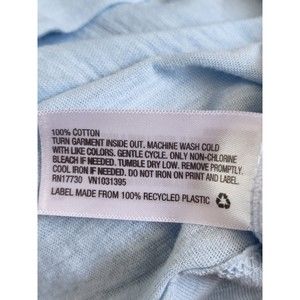 100% COTTON
TURN GARMENT INSIDE OUT. MACHINE WASH COLD
WITH LIKE COLORS. GENTLE CYCLE. ONLY NON-CHLORINE
BLEACH IF NEEDED. TUMBLE DRY LOW. REMOVE PROMPTLY.
COOL IRON IF NEEDED. DO NOT IRON ON PRINT AND LABEL.
RN17730 VN1031395
LABEL MADE FROM 100% RECYCLED PLASTIC